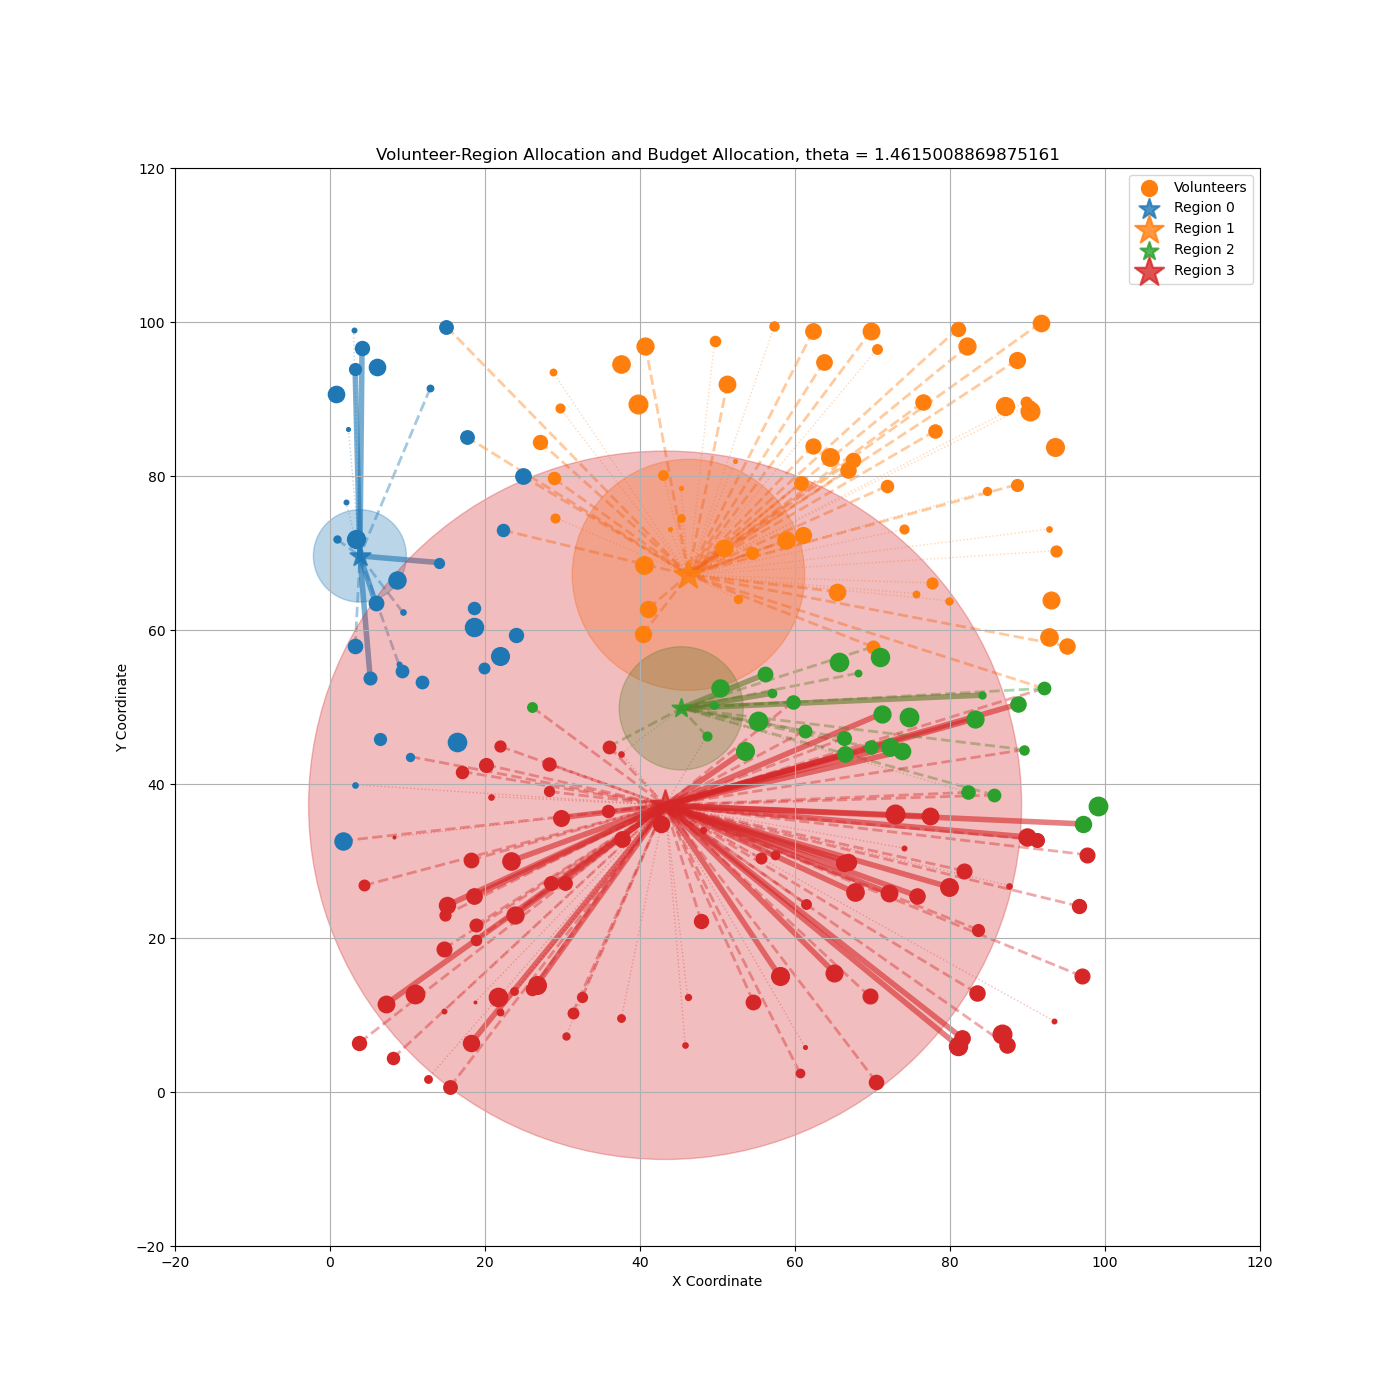 Volunteer-Region Allocation and Budget Allocation, theta = 1.4615008869875161
Volunteers
Region 0
Region 1
Region 2
Region 3
120
100
80
60
40
20
0
−20
Y Coordinate
−20 0 20 40 60 80 100 120
X Coordinate